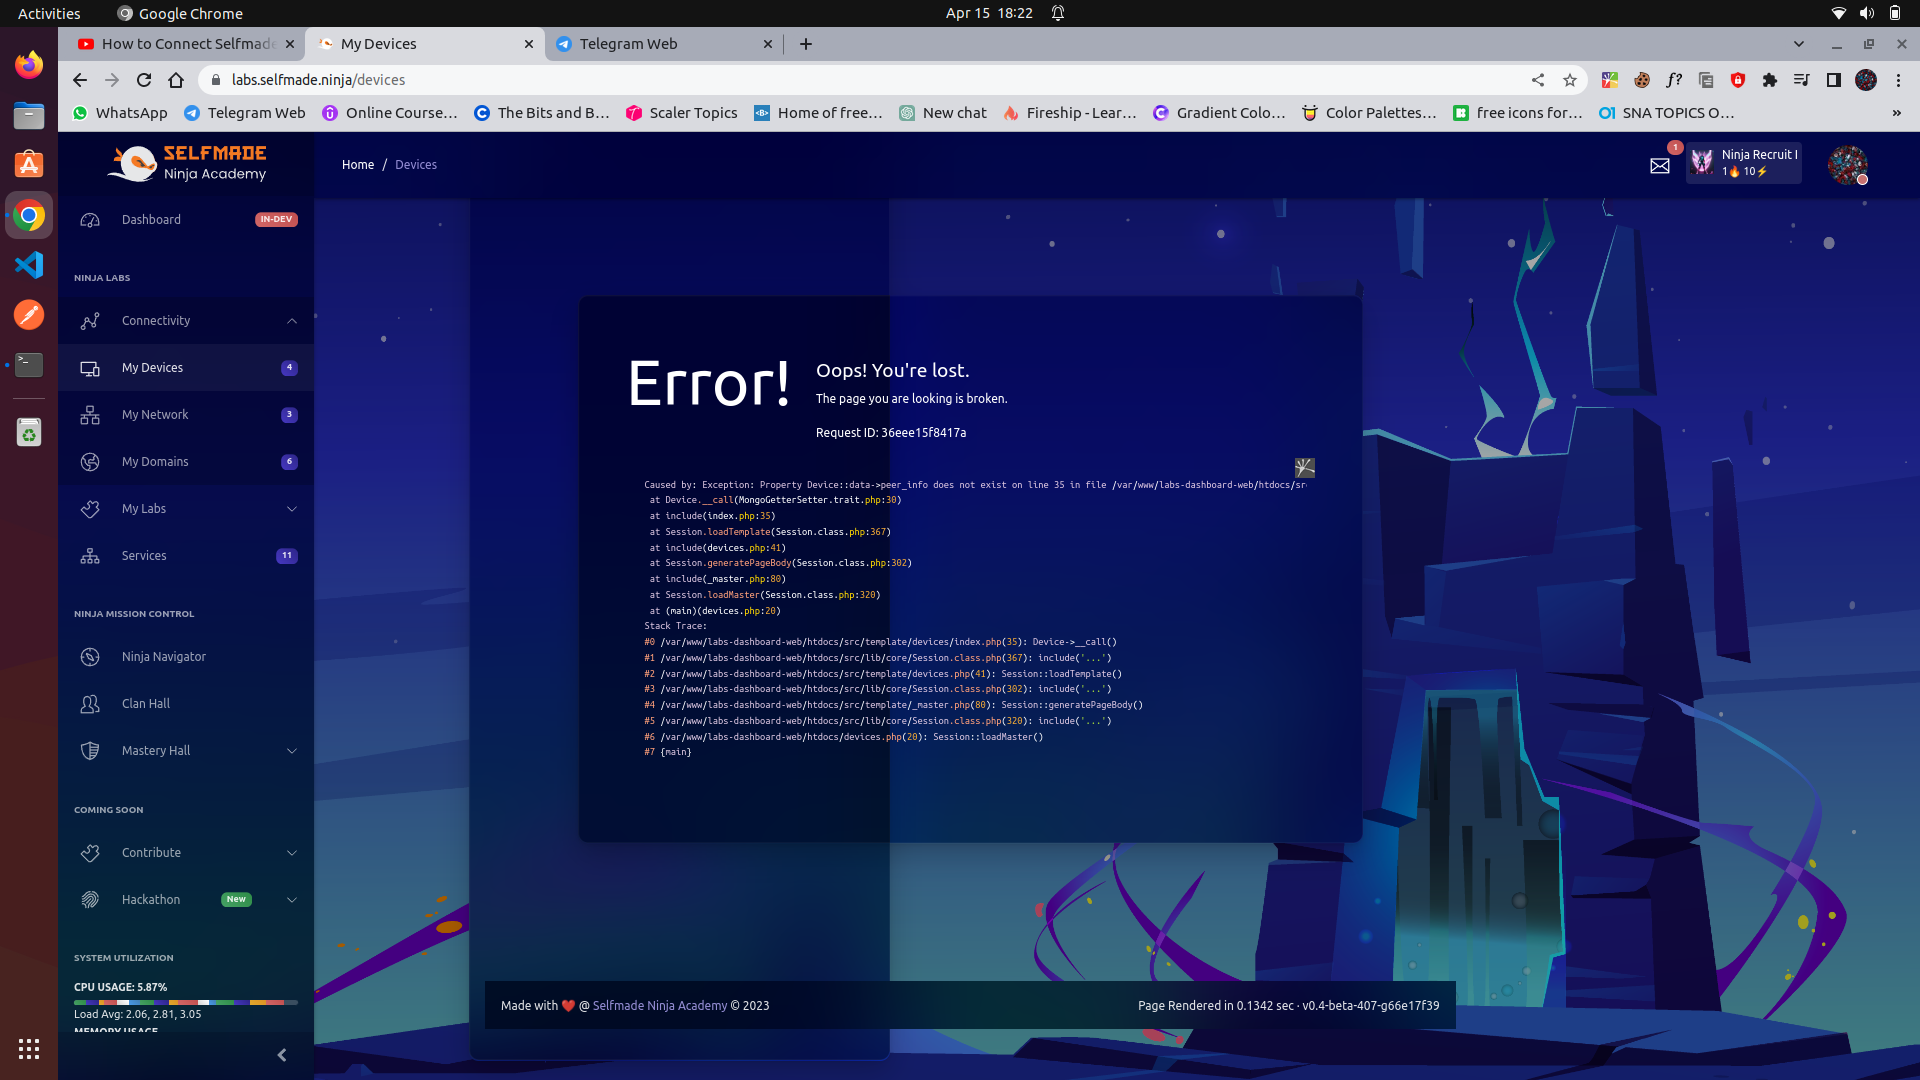 Activities
Google Chrome
Apr 15 18:22
How to Connect Selfmade
My Devices
Telegram Web
labs.selfmade.ninja/devices
WhatsApp
Telegram Web
Online Course…
The Bits and B…
Scaler Topics
Home of free…
New chat
Fireship - Lear…
Gradient Colo…
Color Palettes…
free icons for…
SNA TOPICS O…
»
SELFMADE
Ninja Academy
Home / Devices
1
Ninja Recruit I
1🔥 10⚡
Dashboard
IN-DEV
NINJA LABS
Connectivity
My Devices 4
My Network 3
My Domains 6
My Labs
Services 11
NINJA MISSION CONTROL
Ninja Navigator
Clan Hall
Mastery Hall
COMING SOON
Contribute
Hackathon New
SYSTEM UTILIZATION
CPU USAGE: 5.87%
Load Avg: 2.06, 2.81, 3.05
MEMORY USAGE
Error!
Oops! You're lost.
The page you are looking is broken.
Request ID: 36eee15f8417a
Caused by: Exception: Property Device::data->peer_info does not exist on line 35 in file /var/www/labs-dashboard-web/htdocs/sr
at Device.__call(MongoGetterSetter.trait.php:30)
at include(index.php:35)
at Session.loadTemplate(Session.class.php:367)
at include(devices.php:41)
at Session.generatePageBody(Session.class.php:302)
at include(_master.php:80)
at Session.loadMaster(Session.class.php:320)
at (main)(devices.php:20)
Stack Trace:
#0 /var/www/labs-dashboard-web/htdocs/src/template/devices/index.php(35): Device->__call()
#1 /var/www/labs-dashboard-web/htdocs/src/lib/core/Session.class.php(367): include('...')
#2 /var/www/labs-dashboard-web/htdocs/src/template/devices.php(41): Session::loadTemplate()
#3 /var/www/labs-dashboard-web/htdocs/src/lib/core/Session.class.php(302): include('...')
#4 /var/www/labs-dashboard-web/htdocs/src/template/_master.php(80): Session::generatePageBody()
#5 /var/www/labs-dashboard-web/htdocs/src/lib/core/Session.class.php(320): include('...')
#6 /var/www/labs-dashboard-web/htdocs/devices.php(20): Session::loadMaster()
#7 {main}
Made with ❤️ @ Selfmade Ninja Academy © 2023
Page Rendered in 0.1342 sec · v0.4-beta-407-g66e17f39